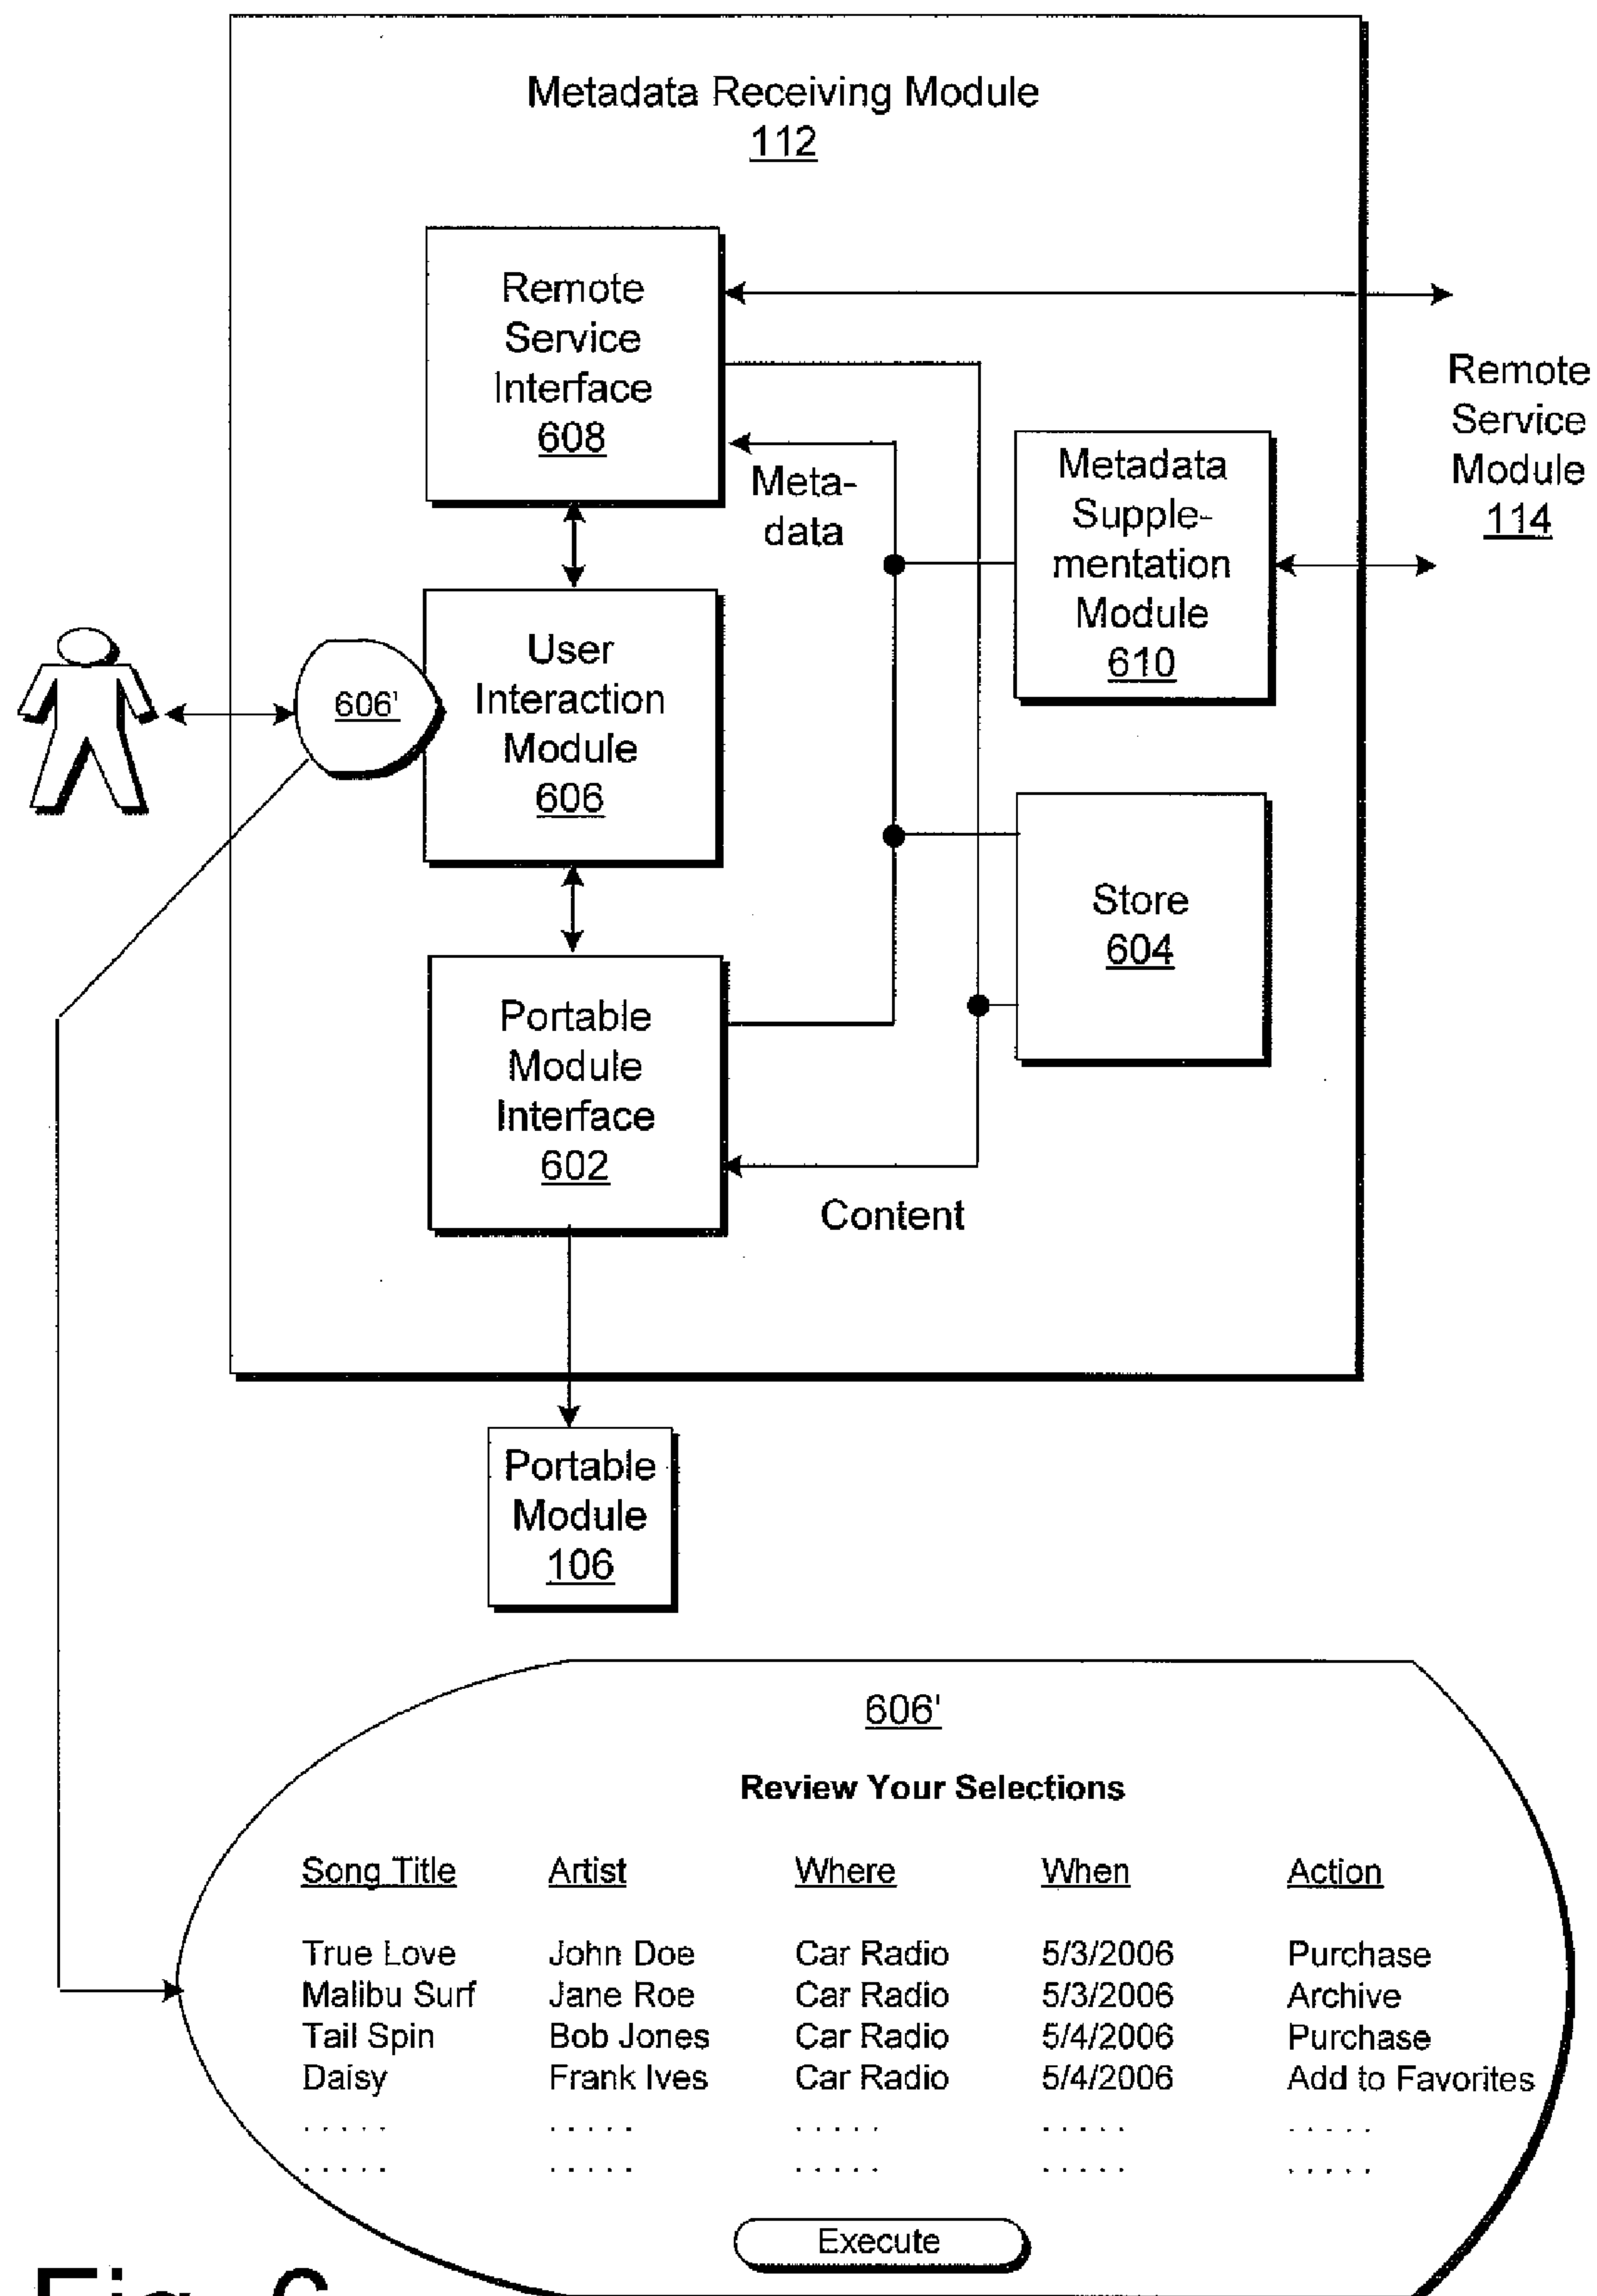 Metadata Receiving Module
112
Remote
Service
Interface
608
Remote
Service
Module
114
Meta-
data
Metadata
Supple-
mentation
Module
610
User
Interaction
Module
606
606'
Store
604
Portable
Module
Interface
602
Content
Portable
Module
106
606'
Review Your Selections
Song Title Artist Where When Action
True Love John Doe Car Radio 5/3/2006 Purchase
Malibu Surf Jane Roe Car Radio 5/3/2006 Archive
Tail Spin Bob Jones Car Radio 5/4/2006 Purchase
Daisy Frank Ives Car Radio 5/4/2006 Add to Favorites
. . . . . . . . . . . . . . . . . . . . . . . . .
. . . . . . . . . . . . . . . . . . . . . . . . .
Execute
Fig. 6